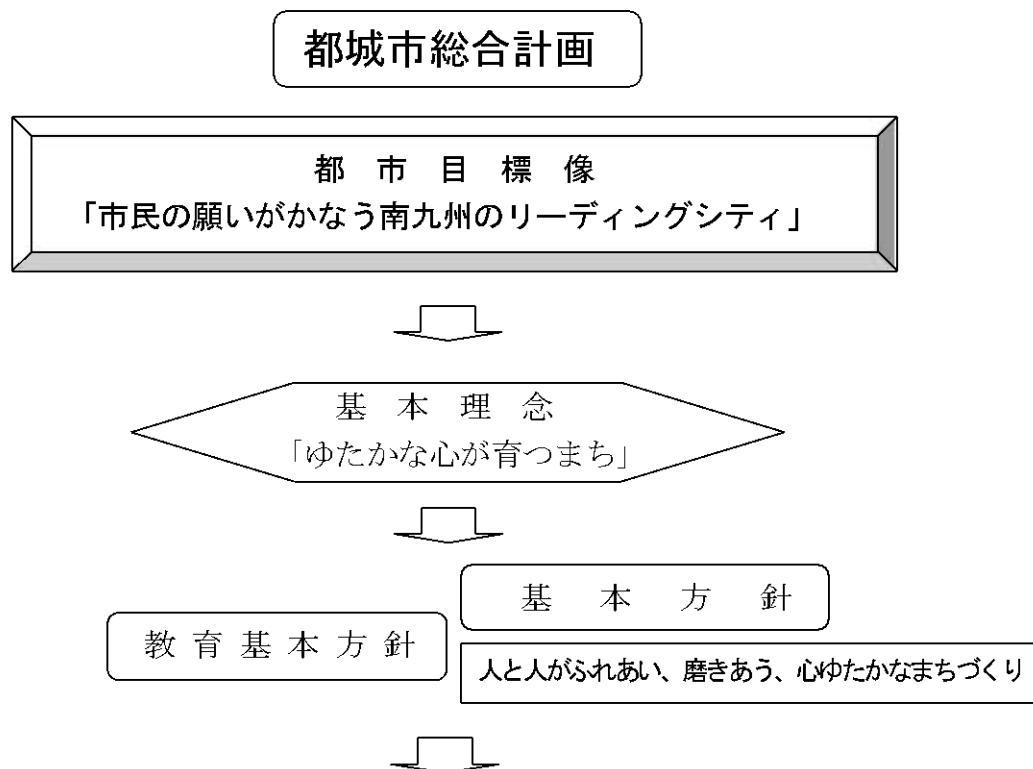 都城市総合計画
都市目標像
「市民の願いがかなう南九州のリーディングシティ」
基本理念
「ゆたかな心が育つまち」
基本方針
教育基本方針
人と人がふれあい、磨きあう、心ゆたかなまちづくり